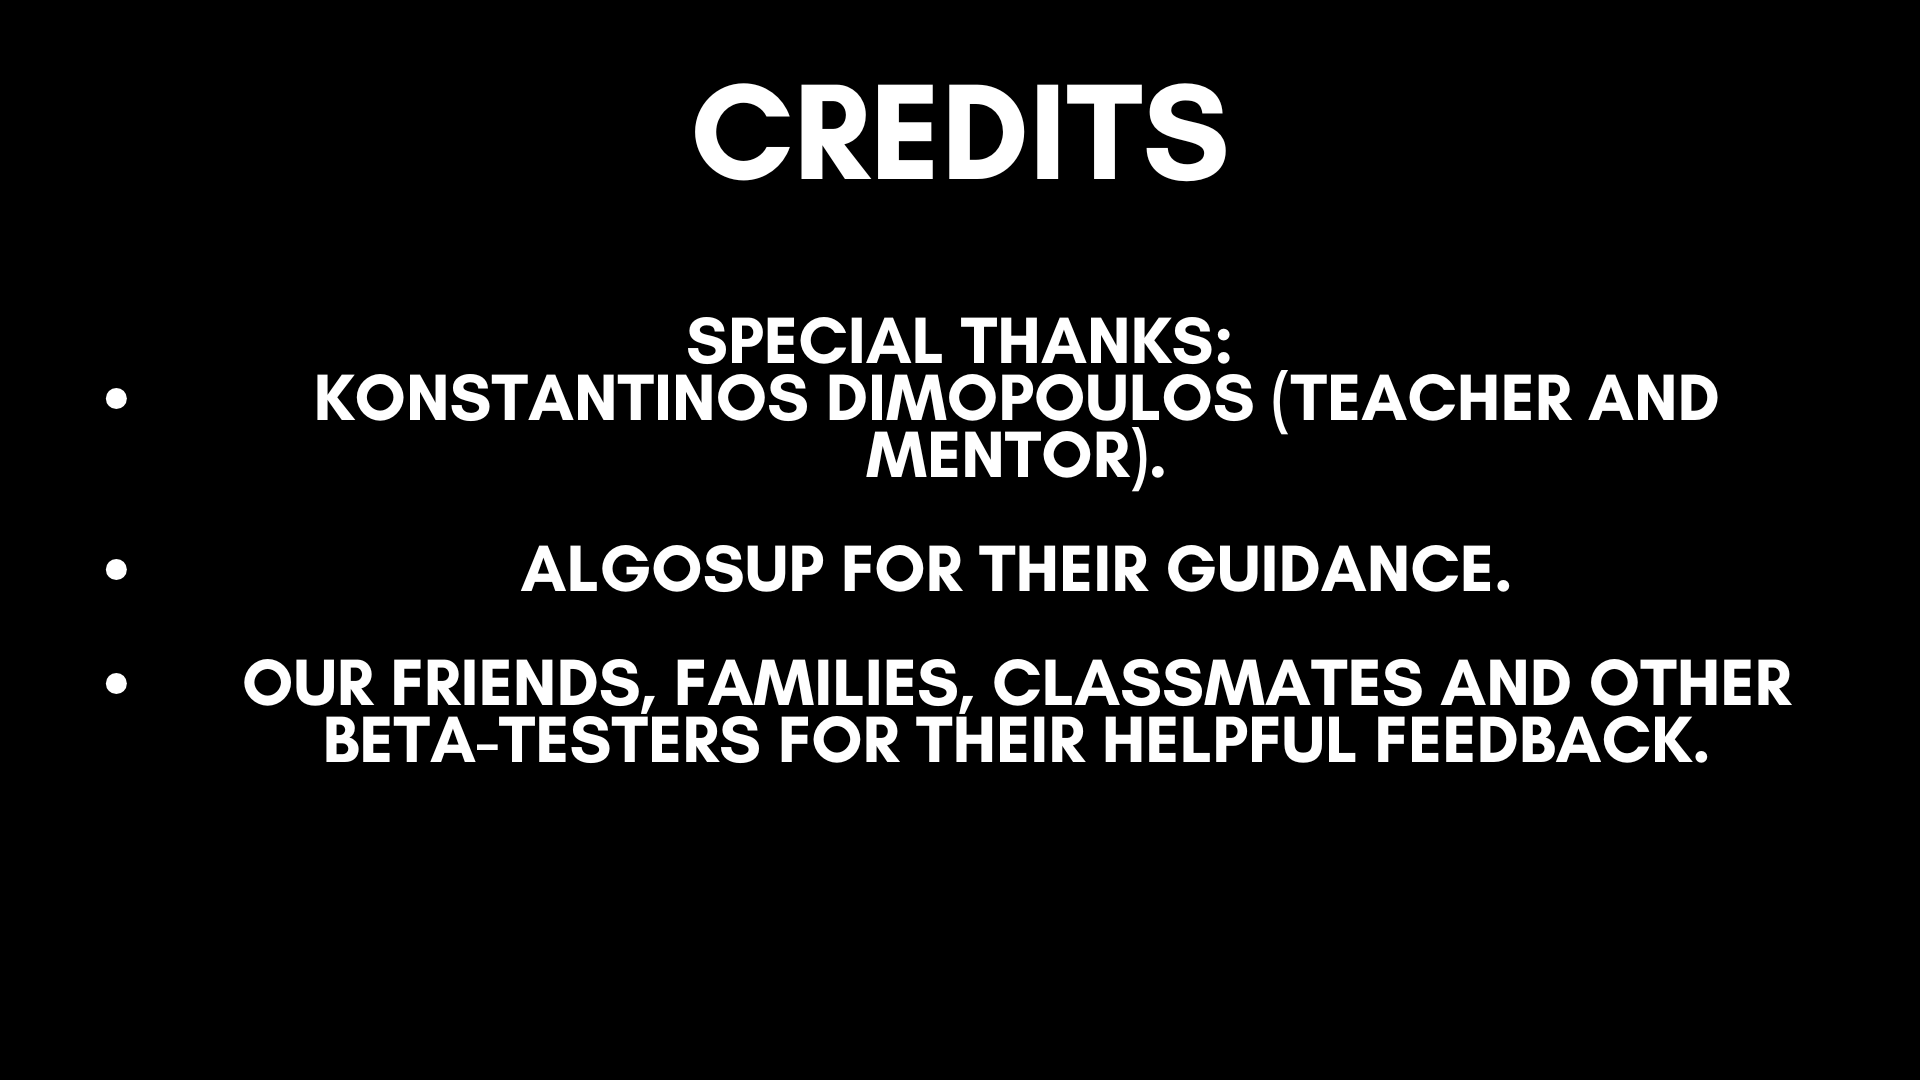 CREDITS
SPECIAL THANKS:
• KONSTANTINOS DIMOPOULOS (TEACHER AND
MENTOR).
• ALGOSUP FOR THEIR GUIDANCE.
• OUR FRIENDS, FAMILIES, CLASSMATES AND OTHER
BETA-TESTERS FOR THEIR HELPFUL FEEDBACK.